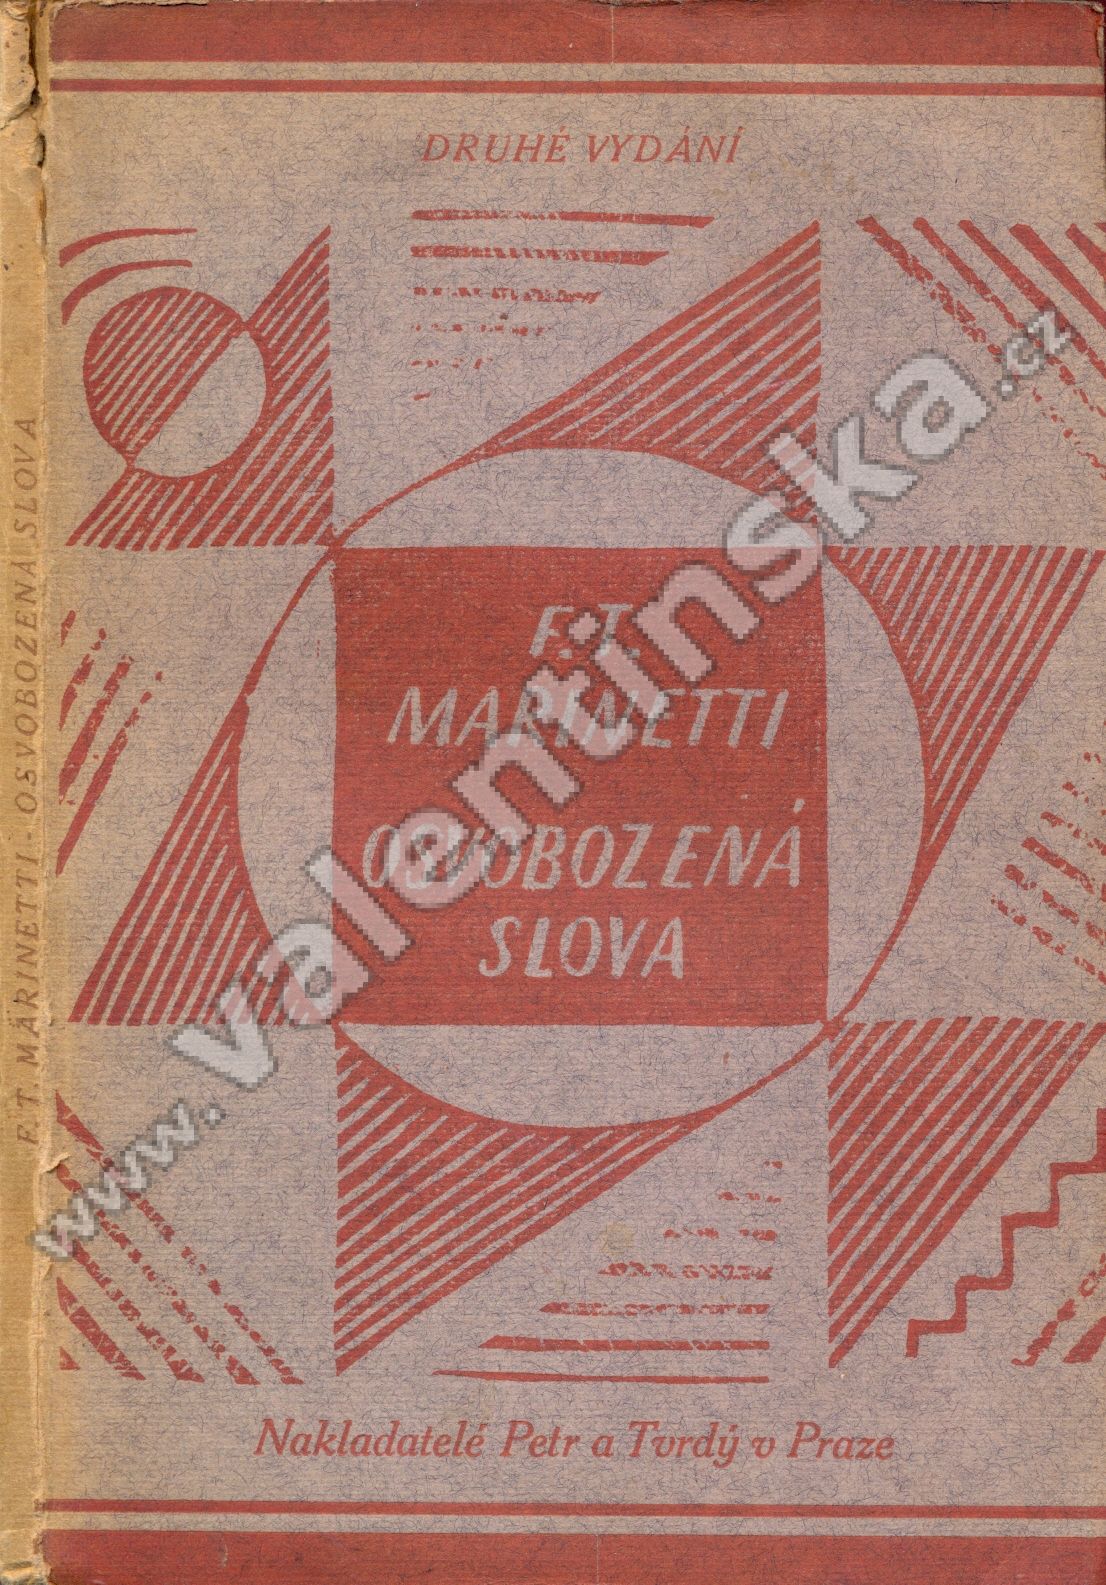 DRUHÉ VYDÁNÍ
F. T.
MARINETTI
OSVOBOZENÁ
SLOVA
Nakladatelé Petr a Tvrdý v Praze
F. T. MARINETTI - OSVOBOZENÁ SLOVA
www.valentinska.cz